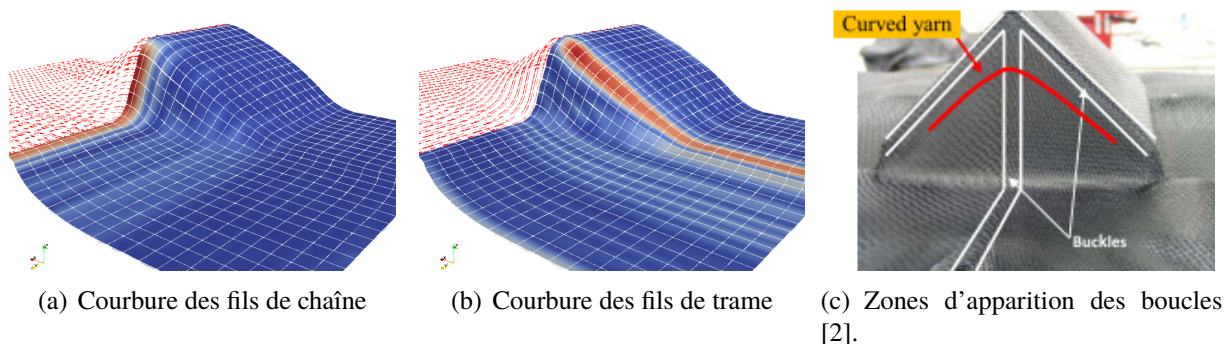 Curved yarn
Buckles
(a) Courbure des fils de chaîne
(b) Courbure des fils de trame
(c) Zones d'apparition des boucles
[2].